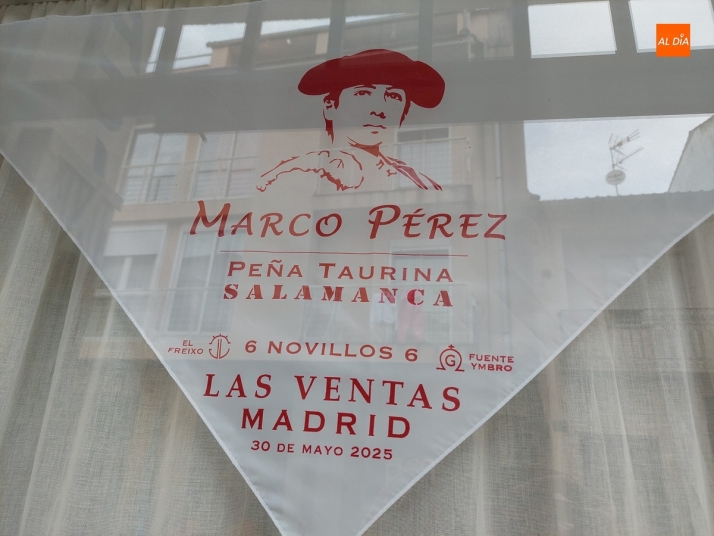 AL DÍA
MARCO PÉREZ
PEÑA TAURINA
SALAMANCA
EL
FREIXO
6 NOVILLOS 6
G
FUENTE
YMBRO
LAS VENTAS
MADRID
30 DE MAYO 2025